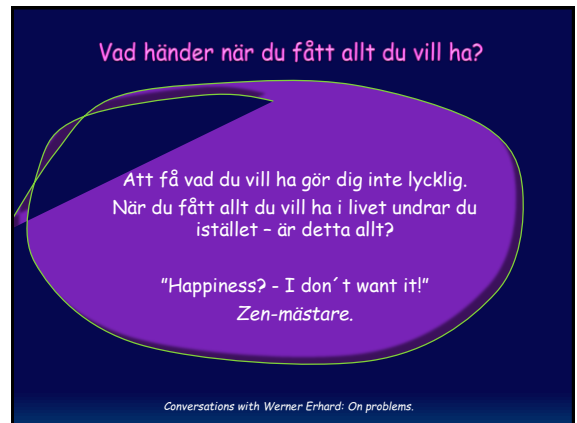 Vad händer när du fått allt du vill ha?
Att få vad du vill ha gör dig inte lycklig.
När du fått allt du vill ha i livet undrar du
istället – är detta allt?
"Happiness? - I don´t want it!"
Zen-mästare.
Conversations with Werner Erhard: On problems.